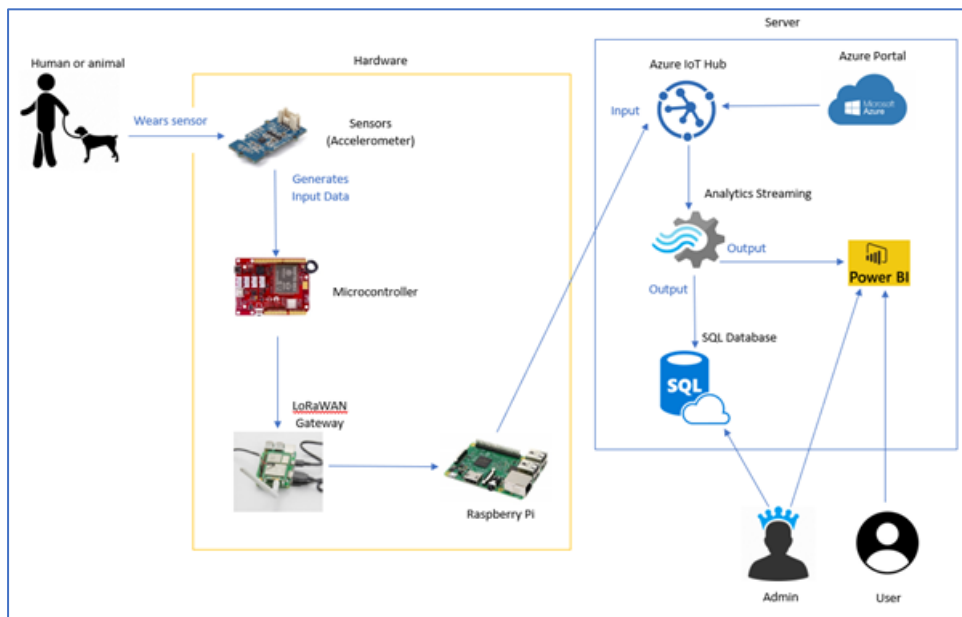 Server
Human or animal
Hardware
Azure IoT Hub
Azure Portal
Wears sensor
Sensors
(Accelerometer)
Input
Microsoft
Azure
Generates
Input Data
Analytics Streaming
Output
Power BI
Microcontroller
Output
SQL Database
SQL
LoRaWAN
Gateway
Raspberry Pi
Admin
User